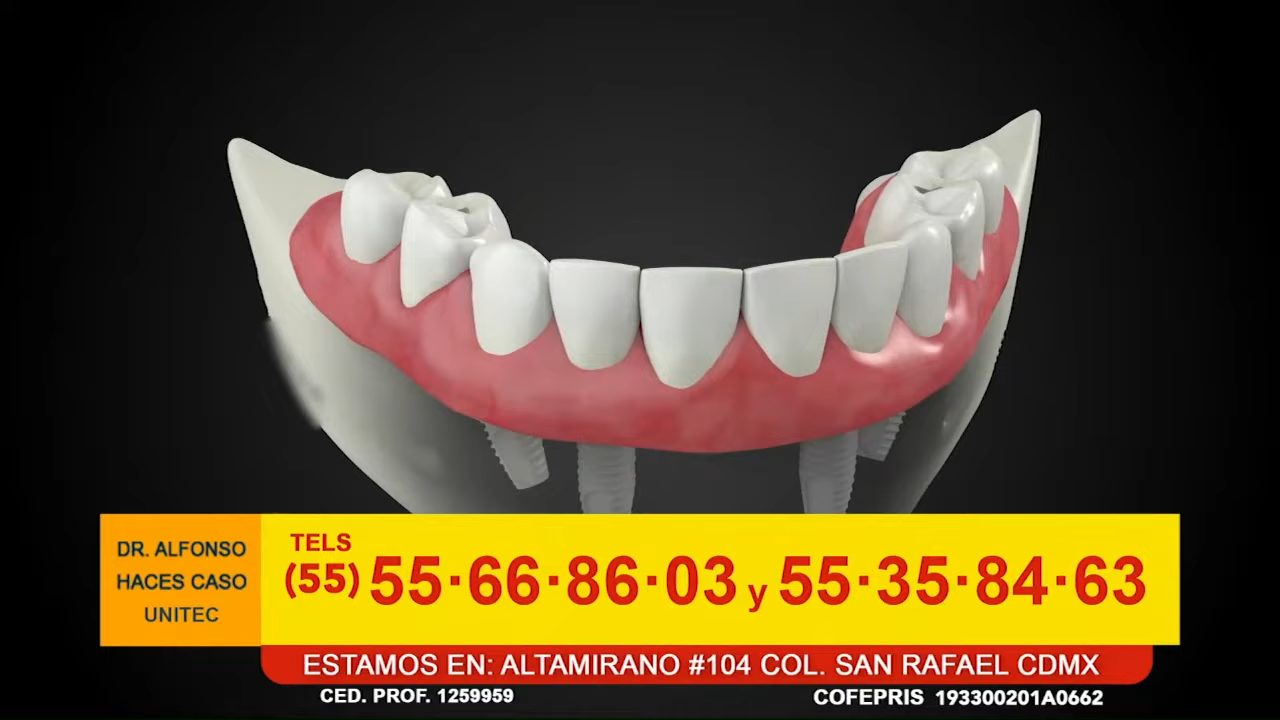 DR. ALFONSO
HACES CASO
UNITEC
TELS
(55) 55·66·86·03 y 55·35·84·63
ESTAMOS EN: ALTAMIRANO #104 COL. SAN RAFAEL CDMX
CED. PROF. 1259959
COFEPRIS 193300201A0662